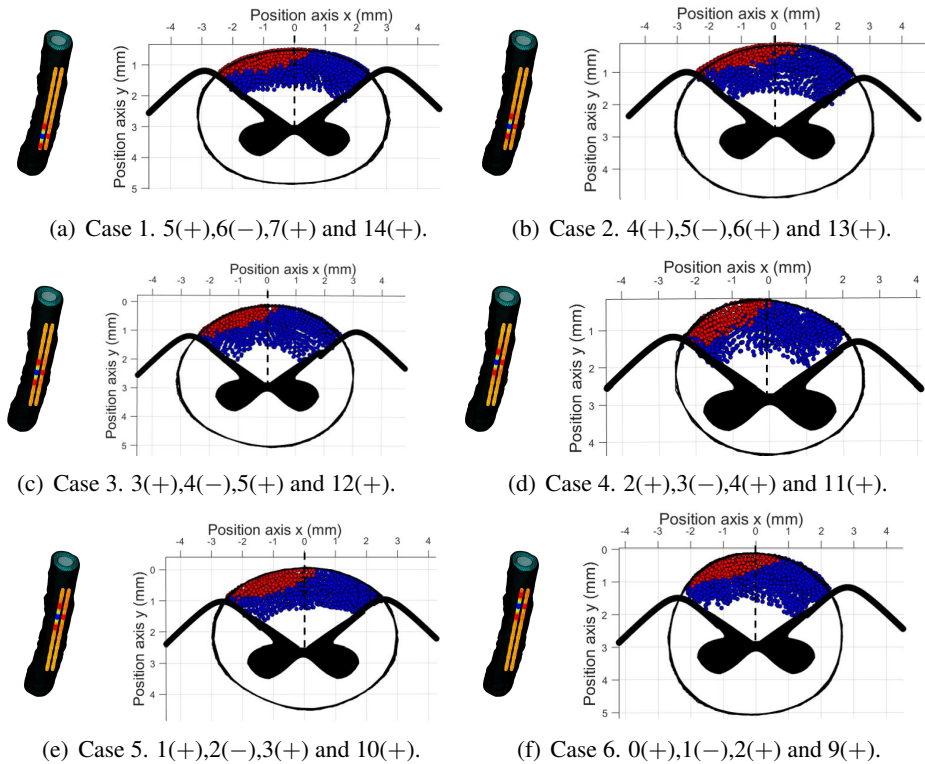 Position axis x (mm)
-4 -3 -2 -1 0 1 2 3 4
Position axis y (mm)
0
1
2
3
4
5
Position axis x (mm)
-4 -3 -2 -1 0 1 2 3 4
Position axis y (mm)
0
1
2
3
4
5
(a) Case 1. 5(+),6(−),7(+) and 14(+).
(b) Case 2. 4(+),5(−),6(+) and 13(+).
Position axis x (mm)
-4 -3 -2 -1 0 1 2 3 4
Position axis y (mm)
0
1
2
3
4
5
Position axis x (mm)
-4 -3 -2 -1 0 1 2 3 4
Position axis y (mm)
1
2
3
4
(c) Case 3. 3(+),4(−),5(+) and 12(+).
(d) Case 4. 2(+),3(−),4(+) and 11(+).
Position axis x (mm)
-4 -3 -2 -1 0 1 2 3 4
Position axis y (mm)
0
1
2
3
4
Position axis x (mm)
-4 -3 -2 -1 0 1 2 3 4
Position axis y (mm)
0
1
2
3
4
5
(e) Case 5. 1(+),2(−),3(+) and 10(+).
(f) Case 6. 0(+),1(−),2(+) and 9(+).